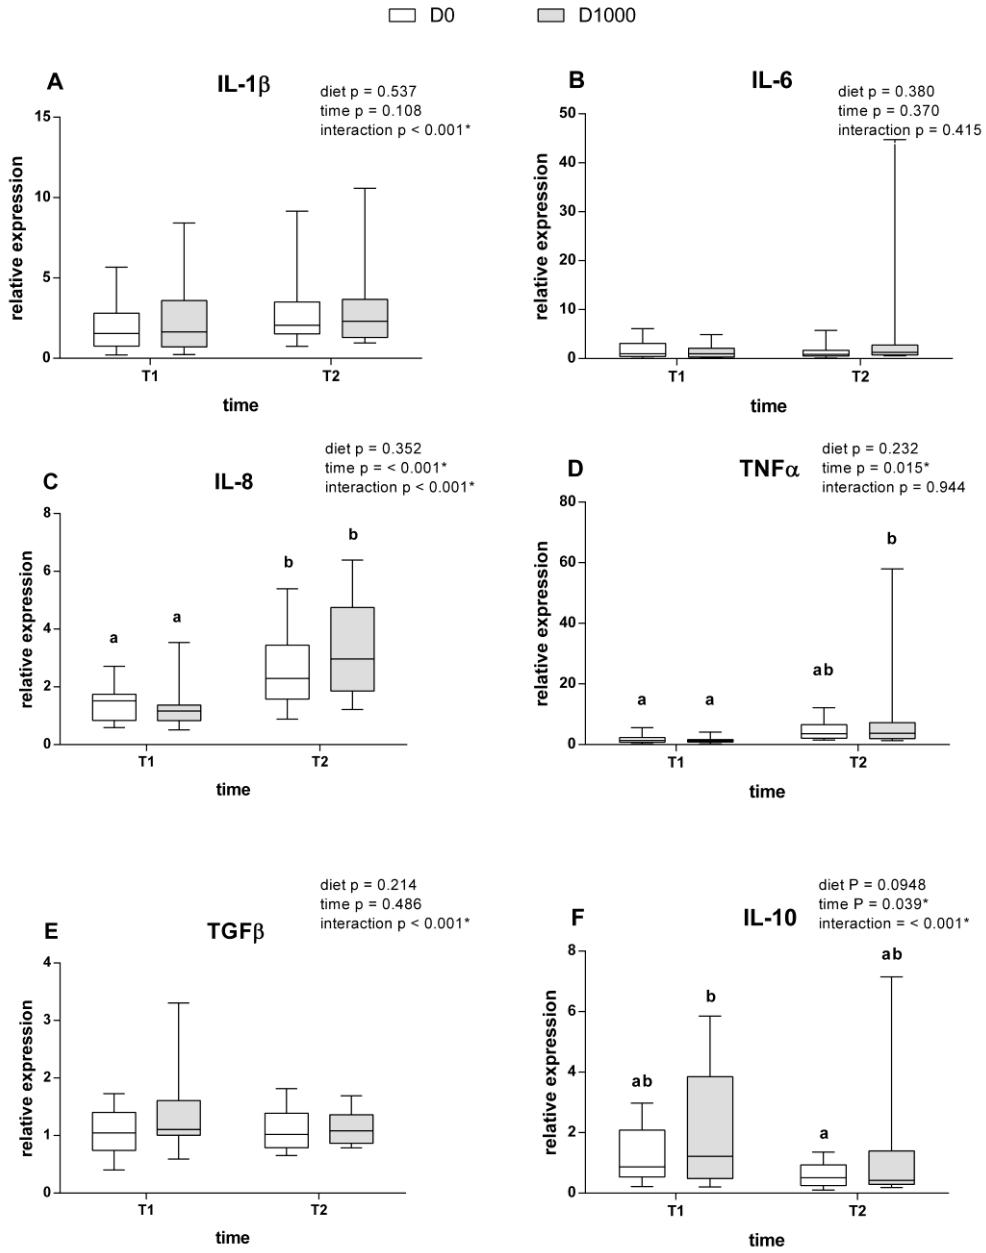 D0 D1000
A IL-1β
diet p = 0.537
time p = 0.108
interaction p < 0.001*
relative expression
15
10
5
0
T1 T2
time
B IL-6
diet p = 0.380
time p = 0.370
interaction p = 0.415
relative expression
50
40
30
20
10
0
T1 T2
time
C IL-8
diet p = 0.352
time p = < 0.001*
interaction p < 0.001*
relative expression
8
6
4
2
0
a a b b
T1 T2
time
D TNFα
diet p = 0.232
time p = 0.015*
interaction p = 0.944
relative expression
80
60
40
20
0
a a ab b
T1 T2
time
E TGFβ
diet p = 0.214
time p = 0.486
interaction p < 0.001*
relative expression
4
3
2
1
0
T1 T2
time
F IL-10
diet P = 0.0948
time P = 0.039*
interaction = < 0.001*
relative expression
8
6
4
2
0
ab b a ab
T1 T2
time